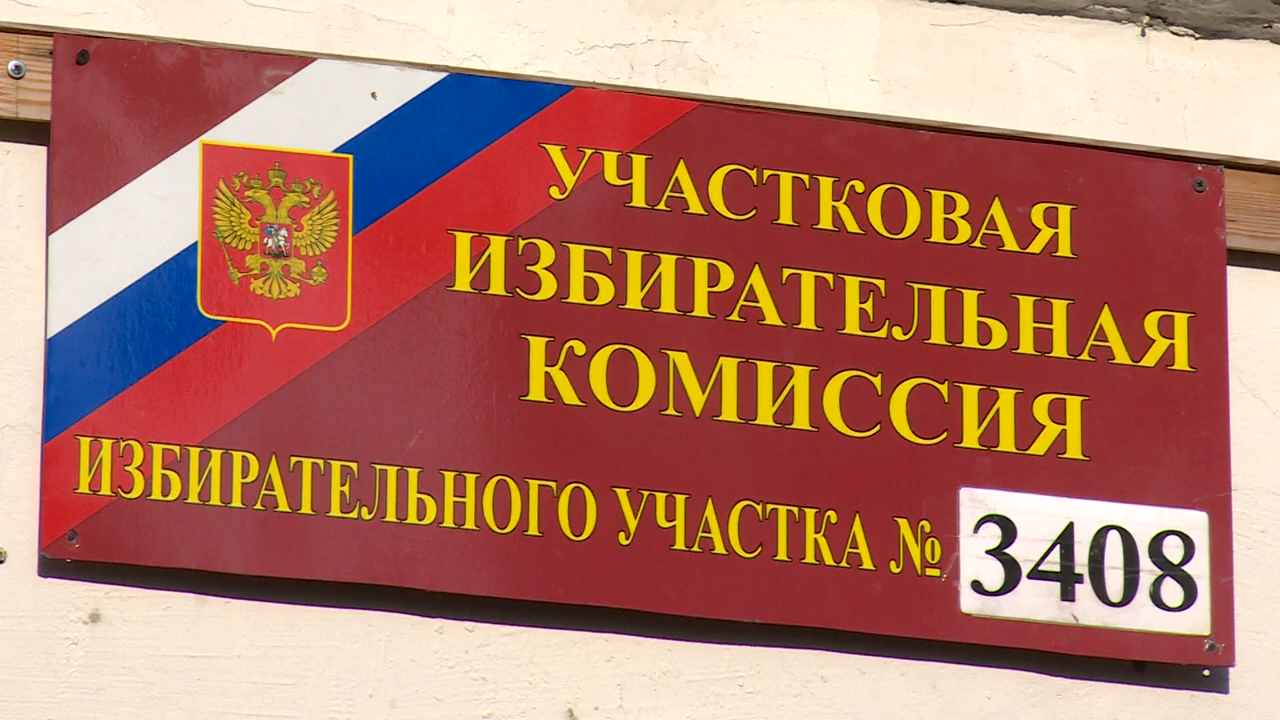 УЧАСТКОВАЯ
ИЗБИРАТЕЛЬНАЯ
КОМИССИЯ
ИЗБИРАТЕЛЬНОГО УЧАСТКА № 3408